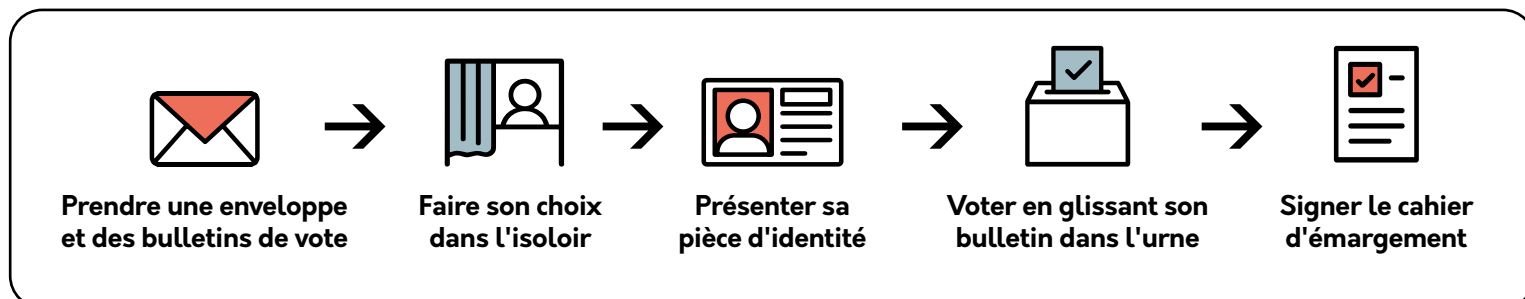 Prendre une enveloppe
et des bulletins de vote
Faire son choix
dans l'isoloir
Présenter sa
pièce d'identité
Voter en glissant son
bulletin dans l'urne
Signer le cahier
d'émargement